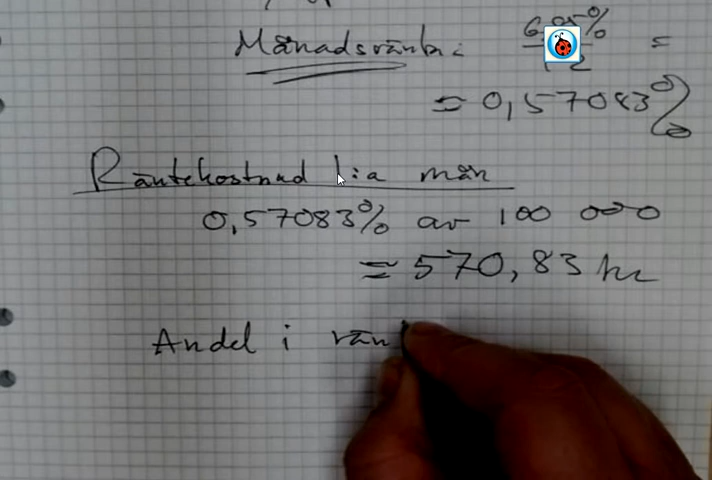 Månadsränta:
=
= 0,57083%
Räntekostnad 1:a mån
0,57083% av 100 000
= 570,83 kr
Andel i rän